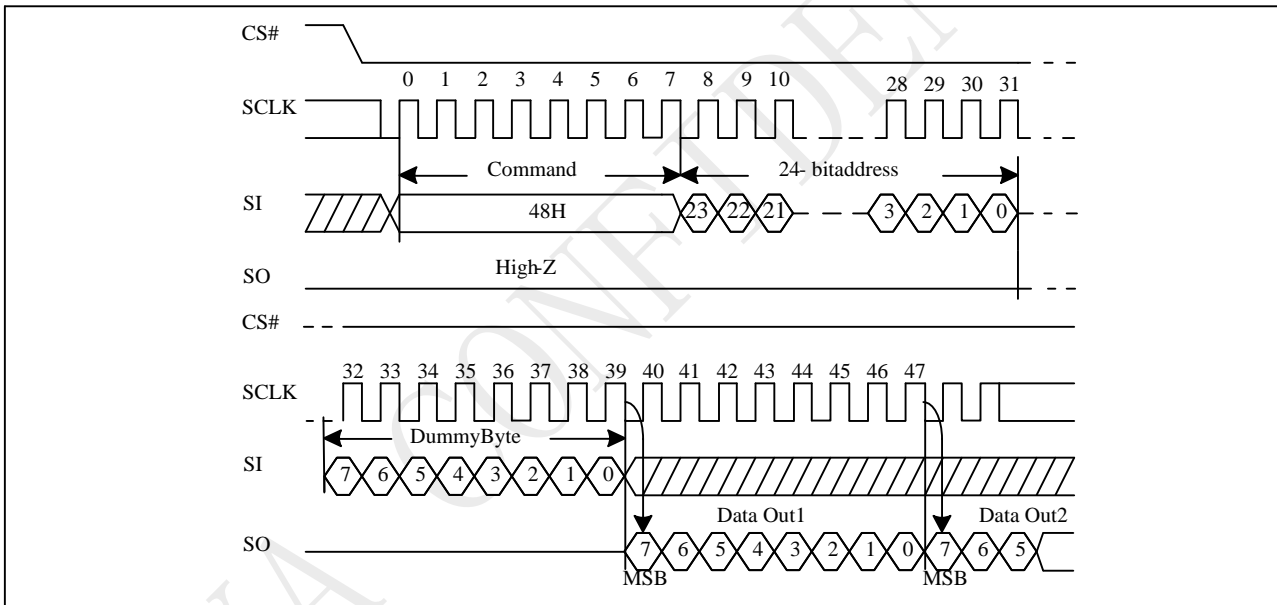 CS#
0 1 2 3 4 5 6 7 8 9 10 28 29 30 31
SCLK
Command 24- bitaddress
SI 48H 23 22 21 3 2 1 0
High-Z
SO
CS#
32 33 34 35 36 37 38 39 40 41 42 43 44 45 46 47
SCLK
DummyByte
SI 7 6 5 4 3 2 1 0
Data Out1 Data Out2
SO 7 6 5 4 3 2 1 0 7 6 5
MSB MSB